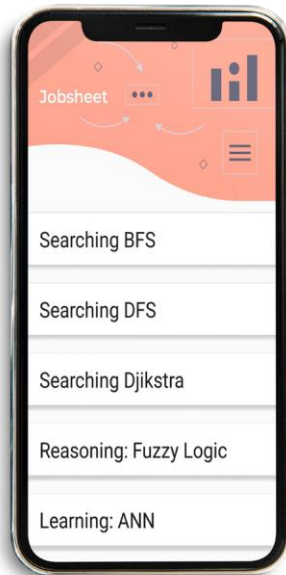 Jobsheet
Searching BFS
Searching DFS
Searching Djikstra
Reasoning: Fuzzy Logic
Learning: ANN